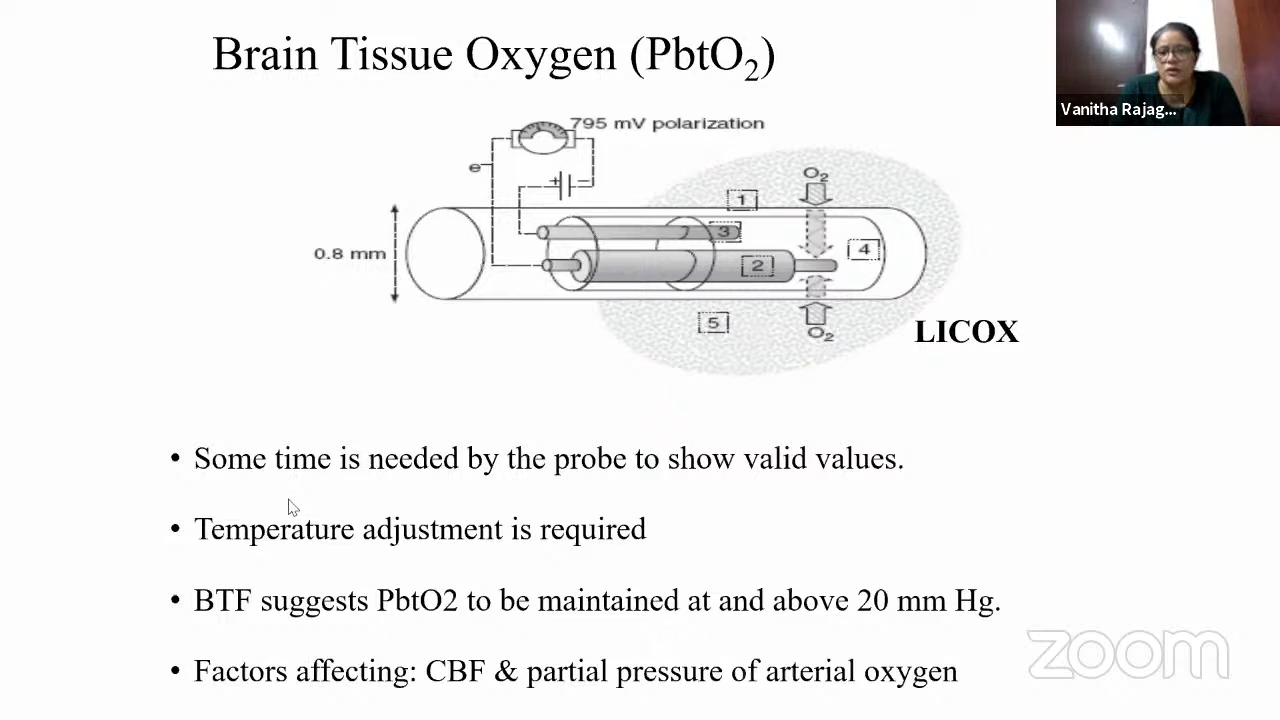 Brain Tissue Oxygen (PbtO₂)
Vanitha Rajag...
795 mV polarization
e
+ −
O₂
1
3
0.8 mm
4
2
5
O₂
LICOX
• Some time is needed by the probe to show valid values.
• Temperature adjustment is required
• BTF suggests PbtO2 to be maintained at and above 20 mm Hg.
• Factors affecting: CBF & partial pressure of arterial oxygen
zoom